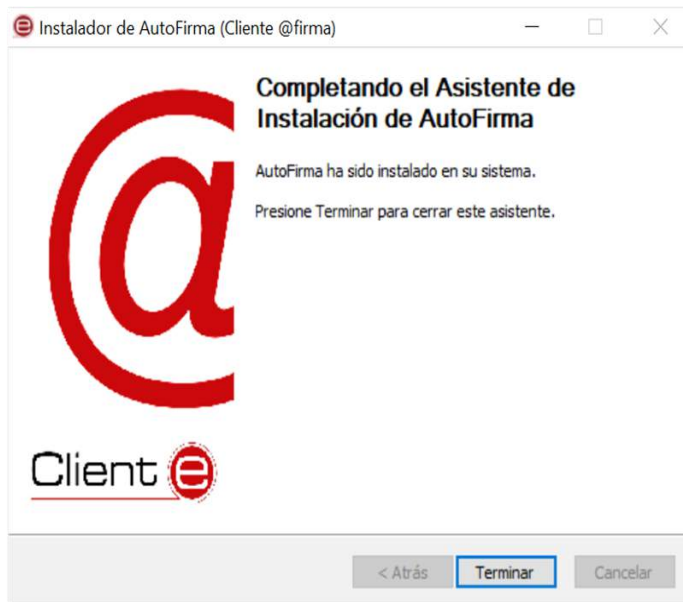 Instalador de AutoFirma (Cliente @firma)
Completando el Asistente de
Instalación de AutoFirma
AutoFirma ha sido instalado en su sistema.
Presione Terminar para cerrar este asistente.
@
Client e
< Atrás
Terminar
Cancelar